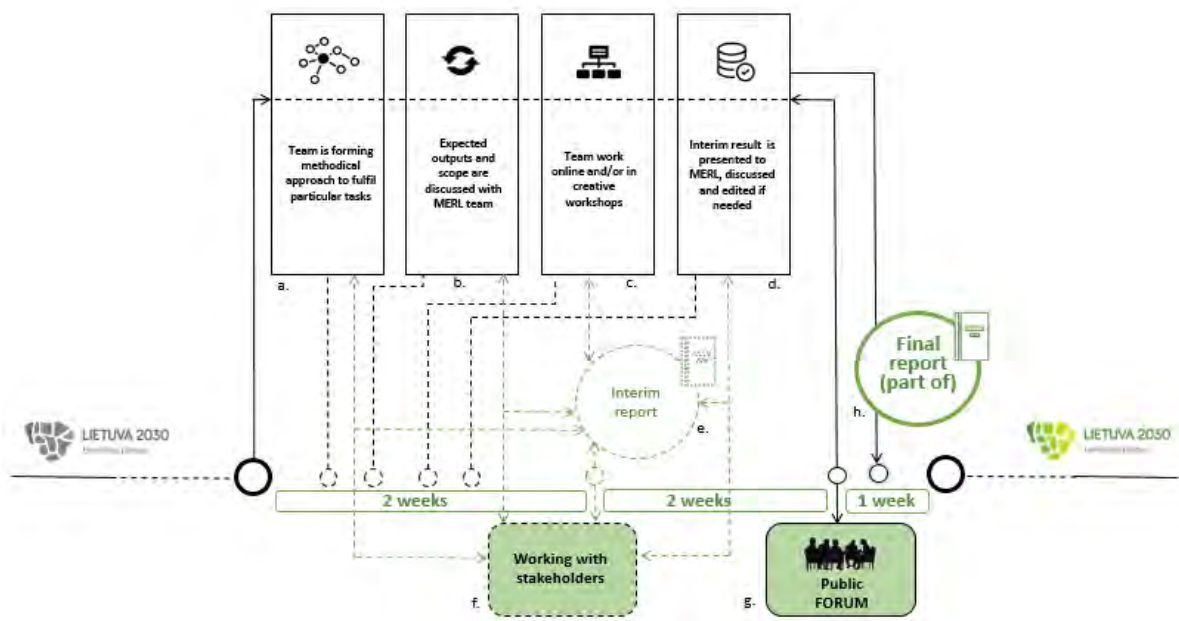 Team is forming
methodical
approach to fulfil
particular tasks
a.
Expected
outputs and
scope are
discussed with
MERL team
b.
Team work
online and/or in
creative
workshops
c.
Interim result is
presented to
MERL, discussed
and edited if
needed
d.
Interim
report
e.
Final
report
(part of)
h.
LIETUVA 2030
LIETUVA 2030
2 weeks
2 weeks
1 week
Working with
stakeholders
f.
Public
FORUM
g.